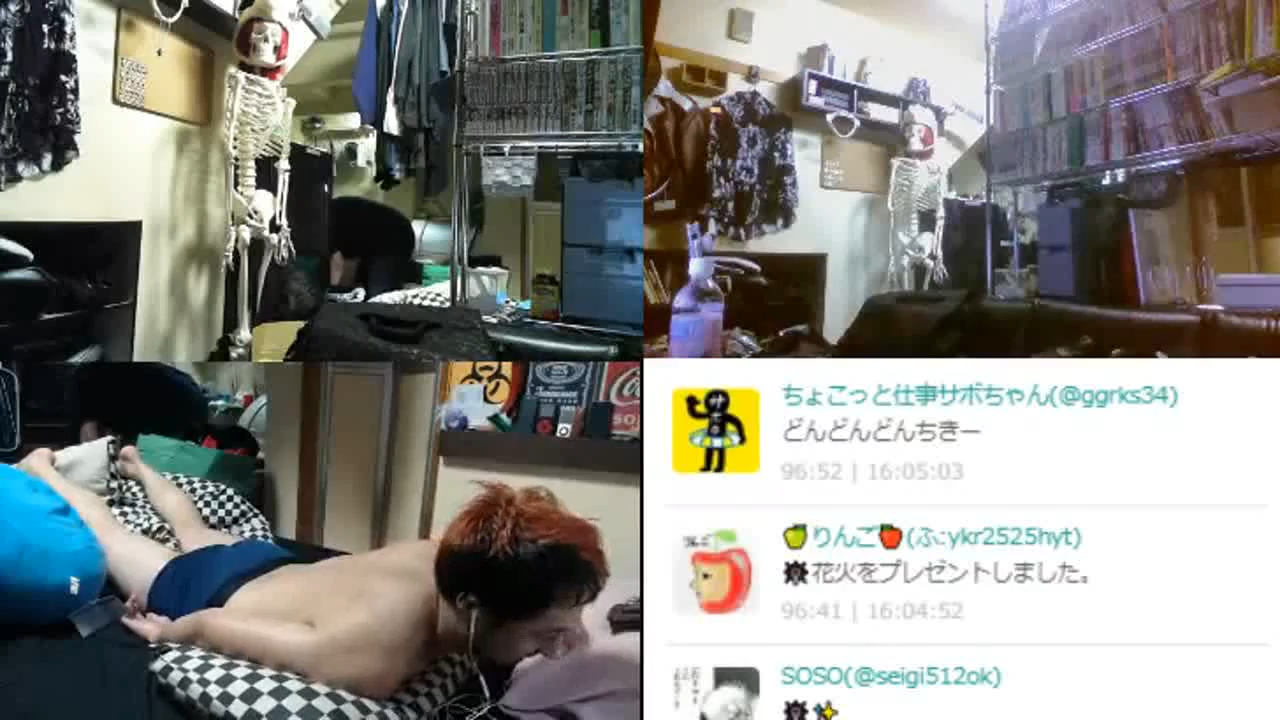 ちょこっと仕事サボちゃん(@ggrks34)
どんどんどんちきー
96:52 | 16:05:03
🍏りんご🍎(ふ:ykr2525hyt)
花火をプレゼントしました。
96:41 | 16:04:52
SOSO(@seigi512ok)